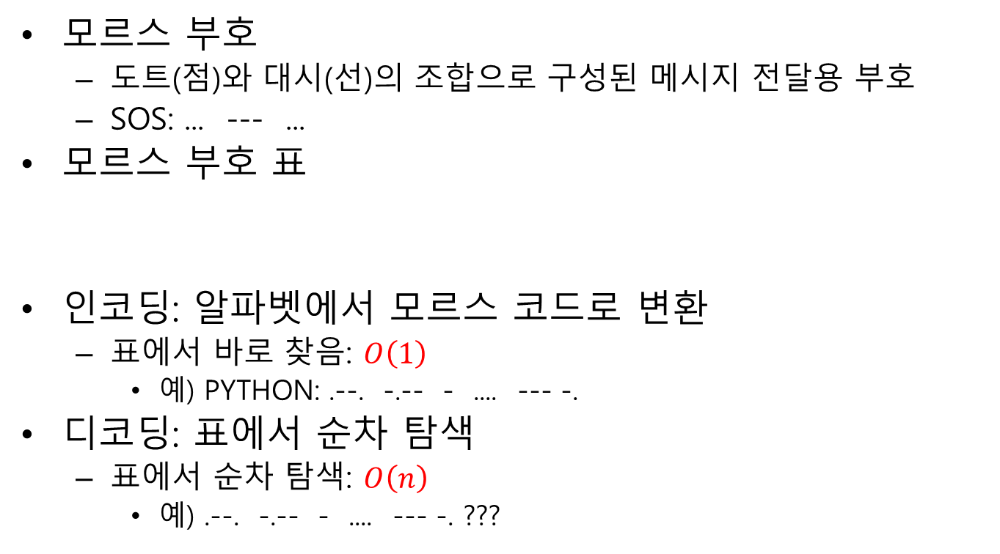 • 모르스 부호
– 도트(점)와 대시(선)의 조합으로 구성된 메시지 전달용 부호
– SOS: ... --- ...
• 모르스 부호 표
• 인코딩: 알파벳에서 모르스 코드로 변환
– 표에서 바로 찾음: O(1)
• 예) PYTHON: .--. -.-- - .... --- -.
• 디코딩: 표에서 순차 탐색
– 표에서 순차 탐색: O(n)
• 예) .--. -.-- - .... --- -. ???